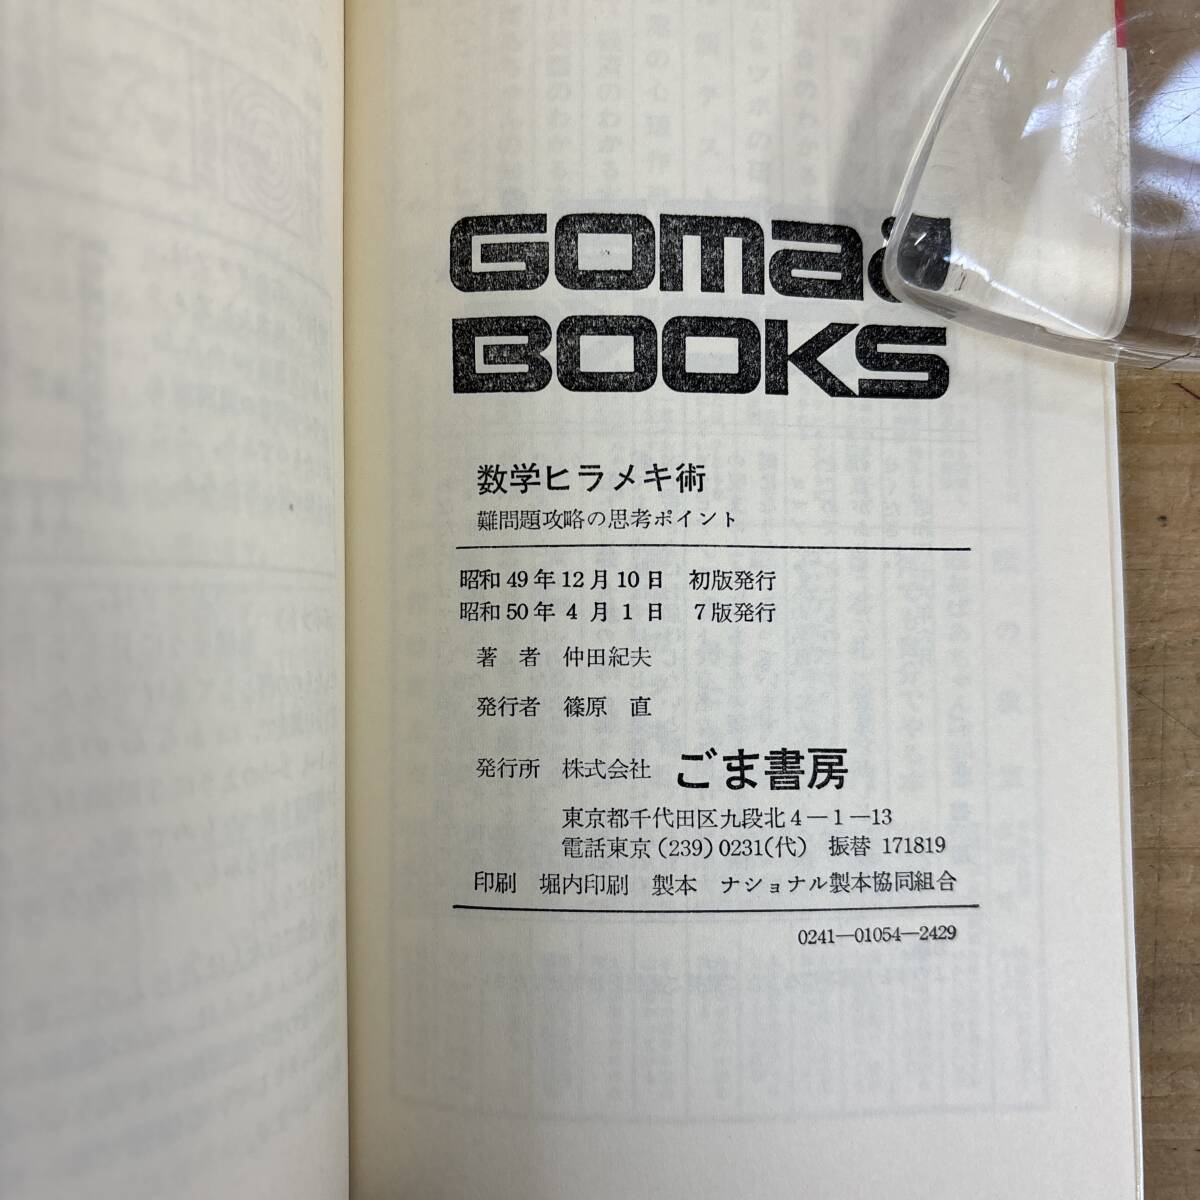 GOMA
BOOKS
数学ヒラメキ術
難問題攻略の思考ポイント
昭和49年12月10日 初版発行
昭和50年 4月 1日 7版発行
著 者 仲田紀夫
発行者 篠原 直
発行所 株式会社 ごま書房
東京都千代田区九段北4―1―13
電話東京(239)0231(代) 振替 171819
印刷 堀内印刷 製本 ナショナル製本協同組合
0241―01054―2429